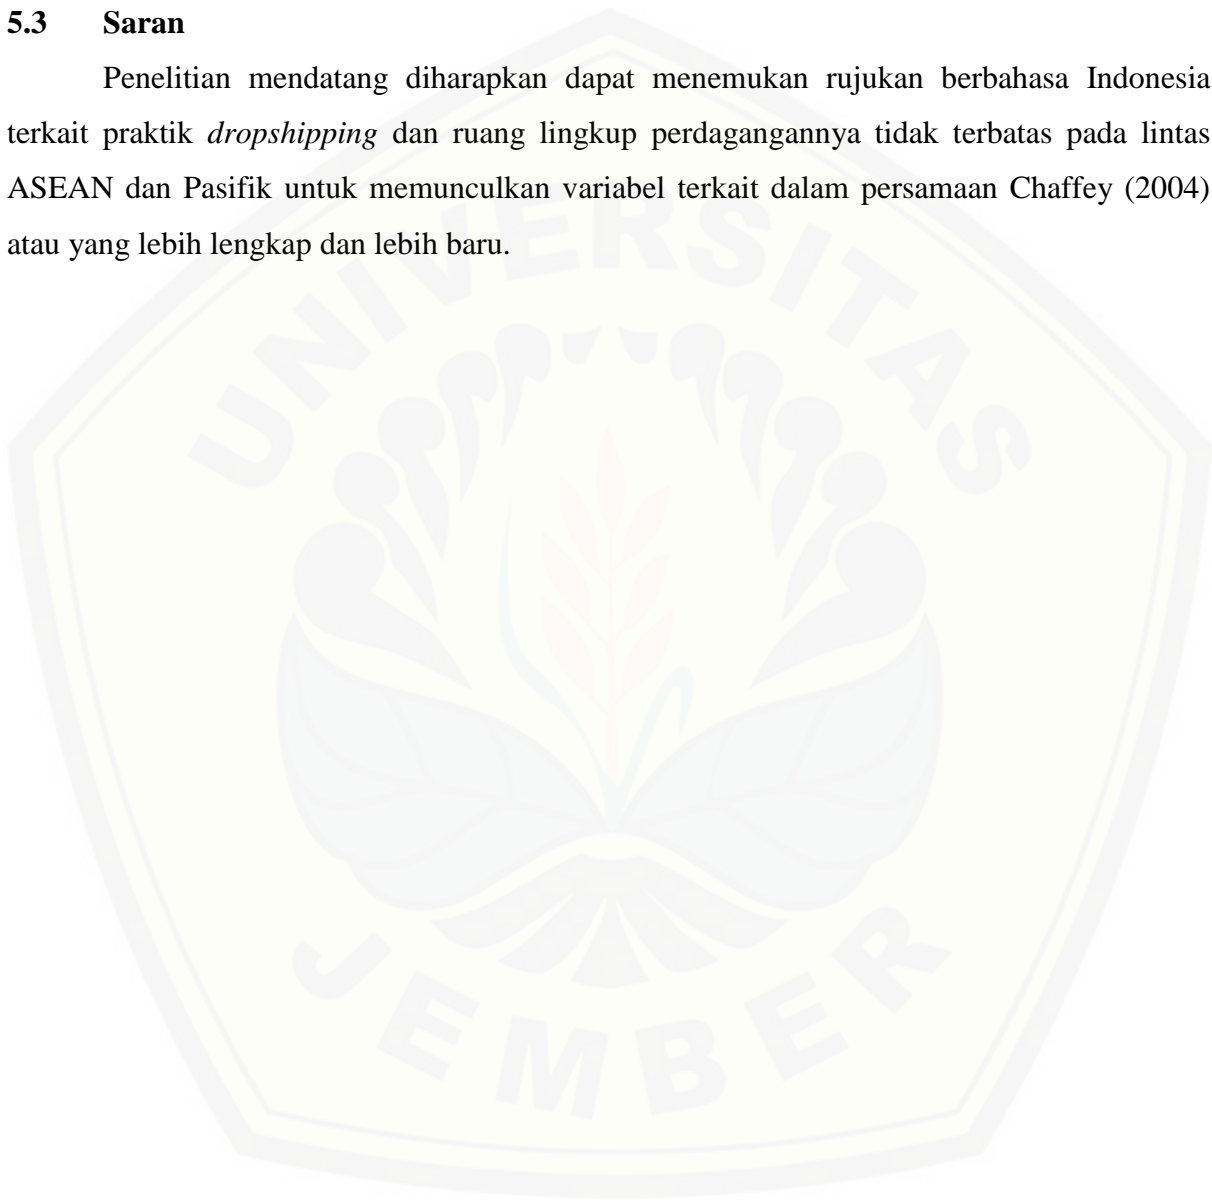 5.3 Saran
Penelitian mendatang diharapkan dapat menemukan rujukan berbahasa Indonesia
terkait praktik dropshipping dan ruang lingkup perdagangannya tidak terbatas pada lintas
ASEAN dan Pasifik untuk memunculkan variabel terkait dalam persamaan Chaffey (2004)
atau yang lebih lengkap dan lebih baru.
UNIVERSITAS
JEMBER